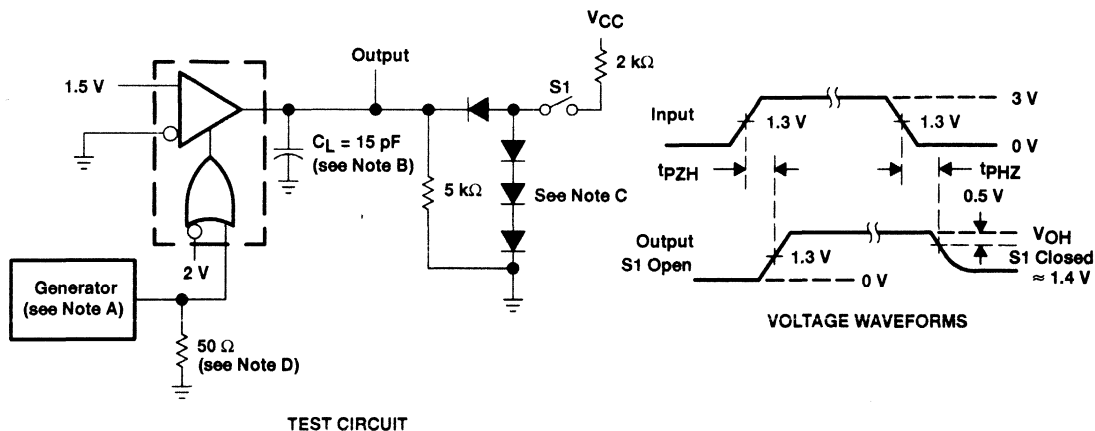 VCC
Output
2 kΩ
1.5 V
S1
CL = 15 pF
(see Note B)
5 kΩ
See Note C
2 V
Generator
(see Note A)
50 Ω
(see Note D)
TEST CIRCUIT
Input
1.3 V
1.3 V
3 V
0 V
tPZH
tPHZ
0.5 V
Output
S1 Open
1.3 V
0 V
VOH
S1 Closed
≈ 1.4 V
VOLTAGE WAVEFORMS